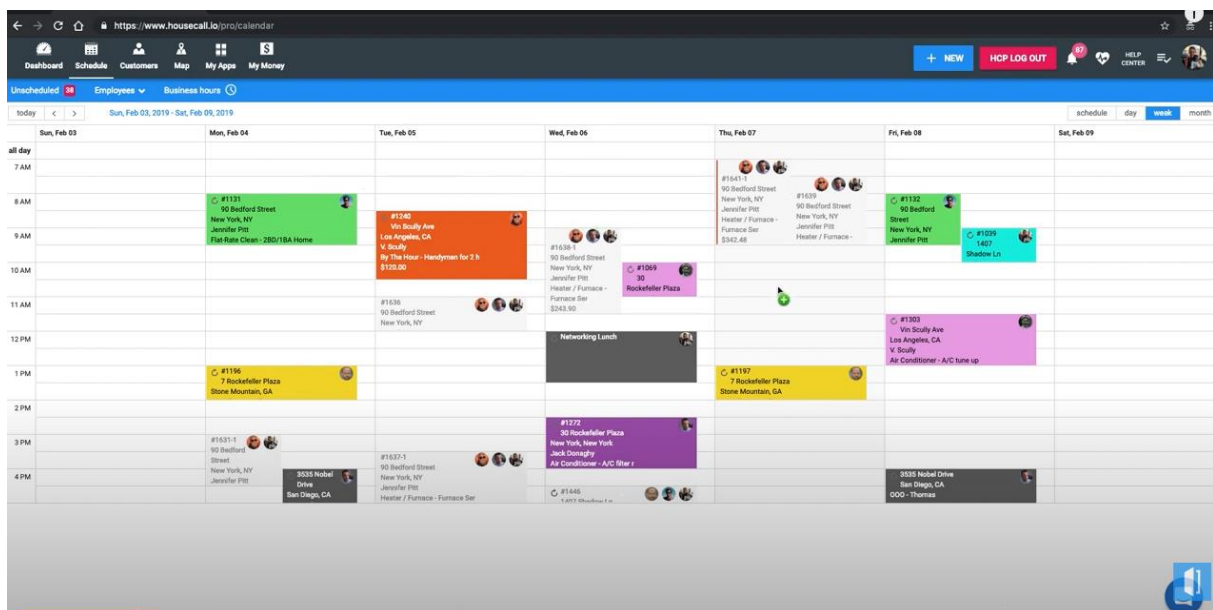 https://www.housecall.io/pro/calendar
Dashboard Schedule Customers Map My Apps My Money
+ NEW HCP LOG OUT 87 HELP CENTER
Unscheduled 38 Employees Business hours
today < > Sun, Feb 03, 2019 - Sat, Feb 09, 2019 schedule day week month
Sun, Feb 03 Mon, Feb 04 Tue, Feb 05 Wed, Feb 06 Thu, Feb 07 Fri, Feb 08 Sat, Feb 09
all day
7 AM
8 AM
9 AM
10 AM
11 AM
12 PM
1 PM
2 PM
3 PM
4 PM
#1131
90 Bedford Street
New York, NY
Jennifer Pitt
Flat-Rate Clean - 2BD/1BA Home
#1196
7 Rockefeller Plaza
Stone Mountain, GA
#1631-1
90 Bedford
Street
New York, NY
Jennifer Pitt
3535 Nobel
Drive
San Diego, CA
#1240
Vin Scully Ave
Los Angeles, CA
V. Scully
By The Hour - Handyman for 2 h
$120.00
#1636
90 Bedford Street
New York, NY
#1637-1
90 Bedford Street
New York, NY
Jennifer Pitt
Heater / Furnace - Furnace Ser
#1638-1
90 Bedford Street
New York, NY
Jennifer Pitt
Heater / Furnace -
Furnace Ser
$243.90
#1069
30
Rockefeller Plaza
Networking Lunch
#1272
30 Rockefeller Plaza
New York, New York
Jack Donaghy
Air Conditioner - A/C filter r
#1446
1407 Shadow Ln
#1641-1
90 Bedford Street
New York, NY
Jennifer Pitt
Heater / Furnace -
Furnace Ser
$342.48
#1639
90 Bedford Street
New York, NY
Jennifer Pitt
Heater / Furnace -
#1197
7 Rockefeller Plaza
Stone Mountain, GA
#1132
90 Bedford
Street
New York, NY
Jennifer Pitt
#1039
1407
Shadow Ln
#1303
Vin Scully Ave
Los Angeles, CA
V. Scully
Air Conditioner - A/C tune up
3535 Nobel Drive
San Diego, CA
OOO - Thomas